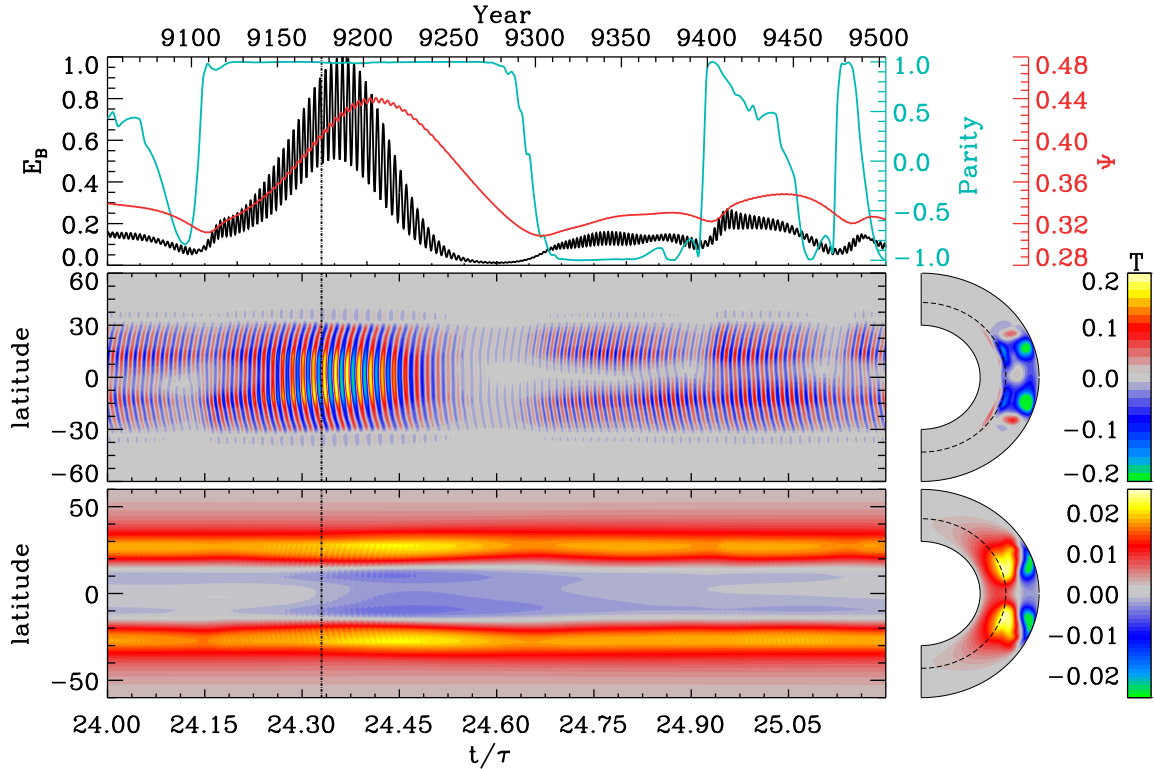 Year
9100 9150 9200 9250 9300 9350 9400 9450 9500
1.0 1.0 0.48
0.8 0.44
0.6 0.5 0.40
0.4 0.0 0.36
0.2 −0.5 0.32
0.0 −1.0 0.28
E_B
Parity
Ψ
T
60 0.2
30 0.1
0 0.0
−30 −0.1
−60 −0.2
latitude
50 0.02
0.01
0 0.00
−0.01
−50 −0.02
latitude
24.00 24.15 24.30 24.45 24.60 24.75 24.90 25.05
t/τ